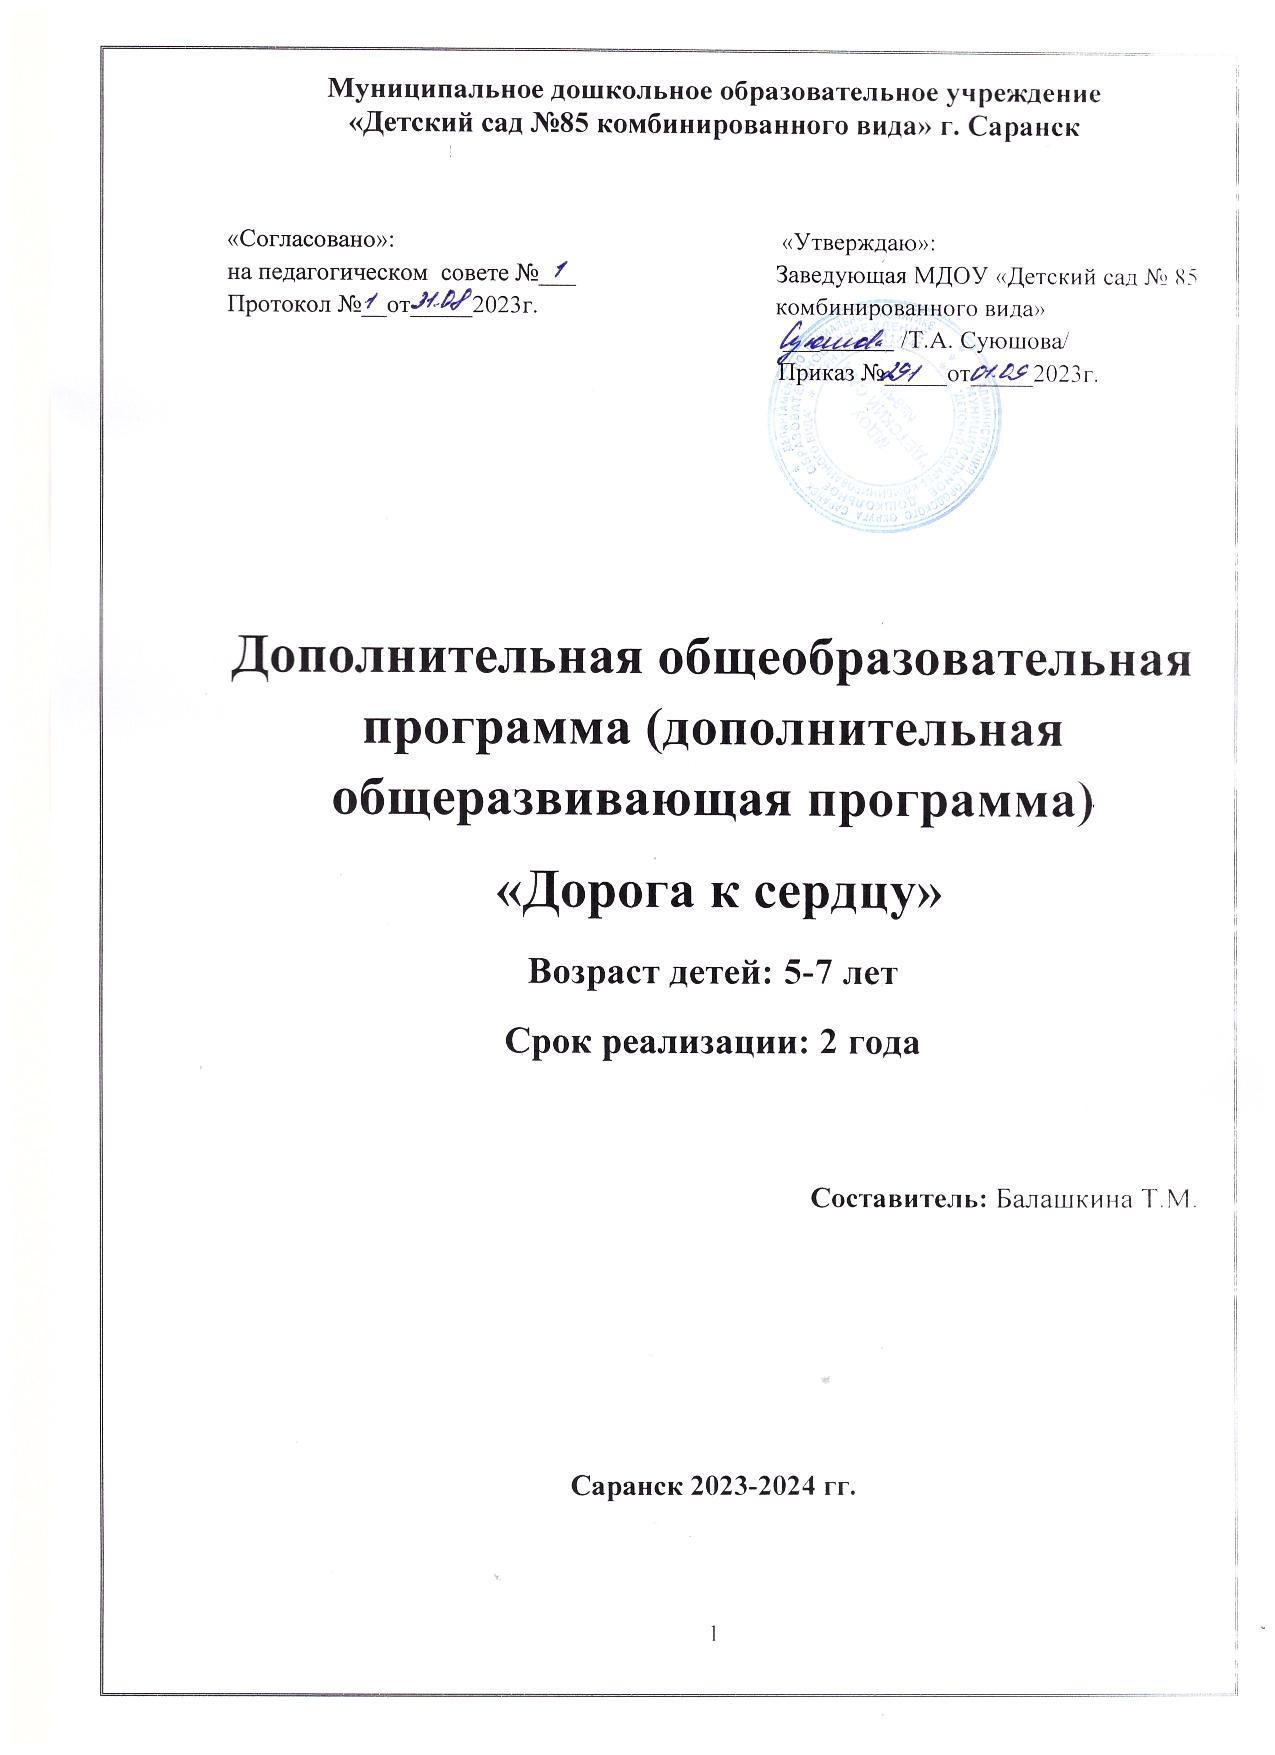 Муниципальное дошкольное образовательное учреждение
«Детский сад №85 комбинированного вида» г. Саранск
«Согласовано»:
на педагогическом совете №_1_
Протокол №1 от 31.08 2023г.
«Утверждаю»:
Заведующая МДОУ «Детский сад № 85
комбинированного вида»
/Т.А. Суюшова/
Приказ №291 от 01.09 2023г.
Дополнительная общеобразовательная
программа (дополнительная
общеразвивающая программа)
«Дорога к сердцу»
Возраст детей: 5-7 лет
Срок реализации: 2 года
Составитель: Балашкина Т.М.
Саранск 2023-2024 гг.
1